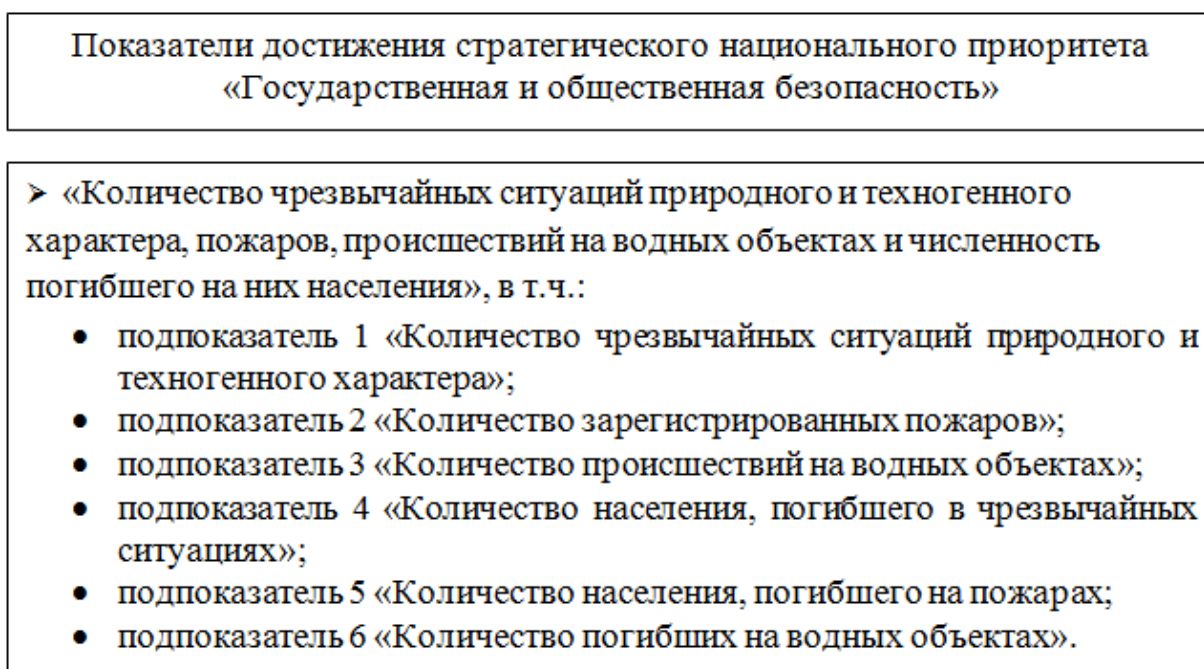 Показатели достижения стратегического национального приоритета
«Государственная и общественная безопасность»
➢ «Количество чрезвычайных ситуаций природного и техногенного
характера, пожаров, происшествий на водных объектах и численность
погибшего на них населения», в т.ч.:
• подпоказатель 1 «Количество чрезвычайных ситуаций природного и
техногенного характера»;
• подпоказатель 2 «Количество зарегистрированных пожаров»;
• подпоказатель 3 «Количество происшествий на водных объектах»;
• подпоказатель 4 «Количество населения, погибшего в чрезвычайных
ситуациях»;
• подпоказатель 5 «Количество населения, погибшего на пожарах;
• подпоказатель 6 «Количество погибших на водных объектах».